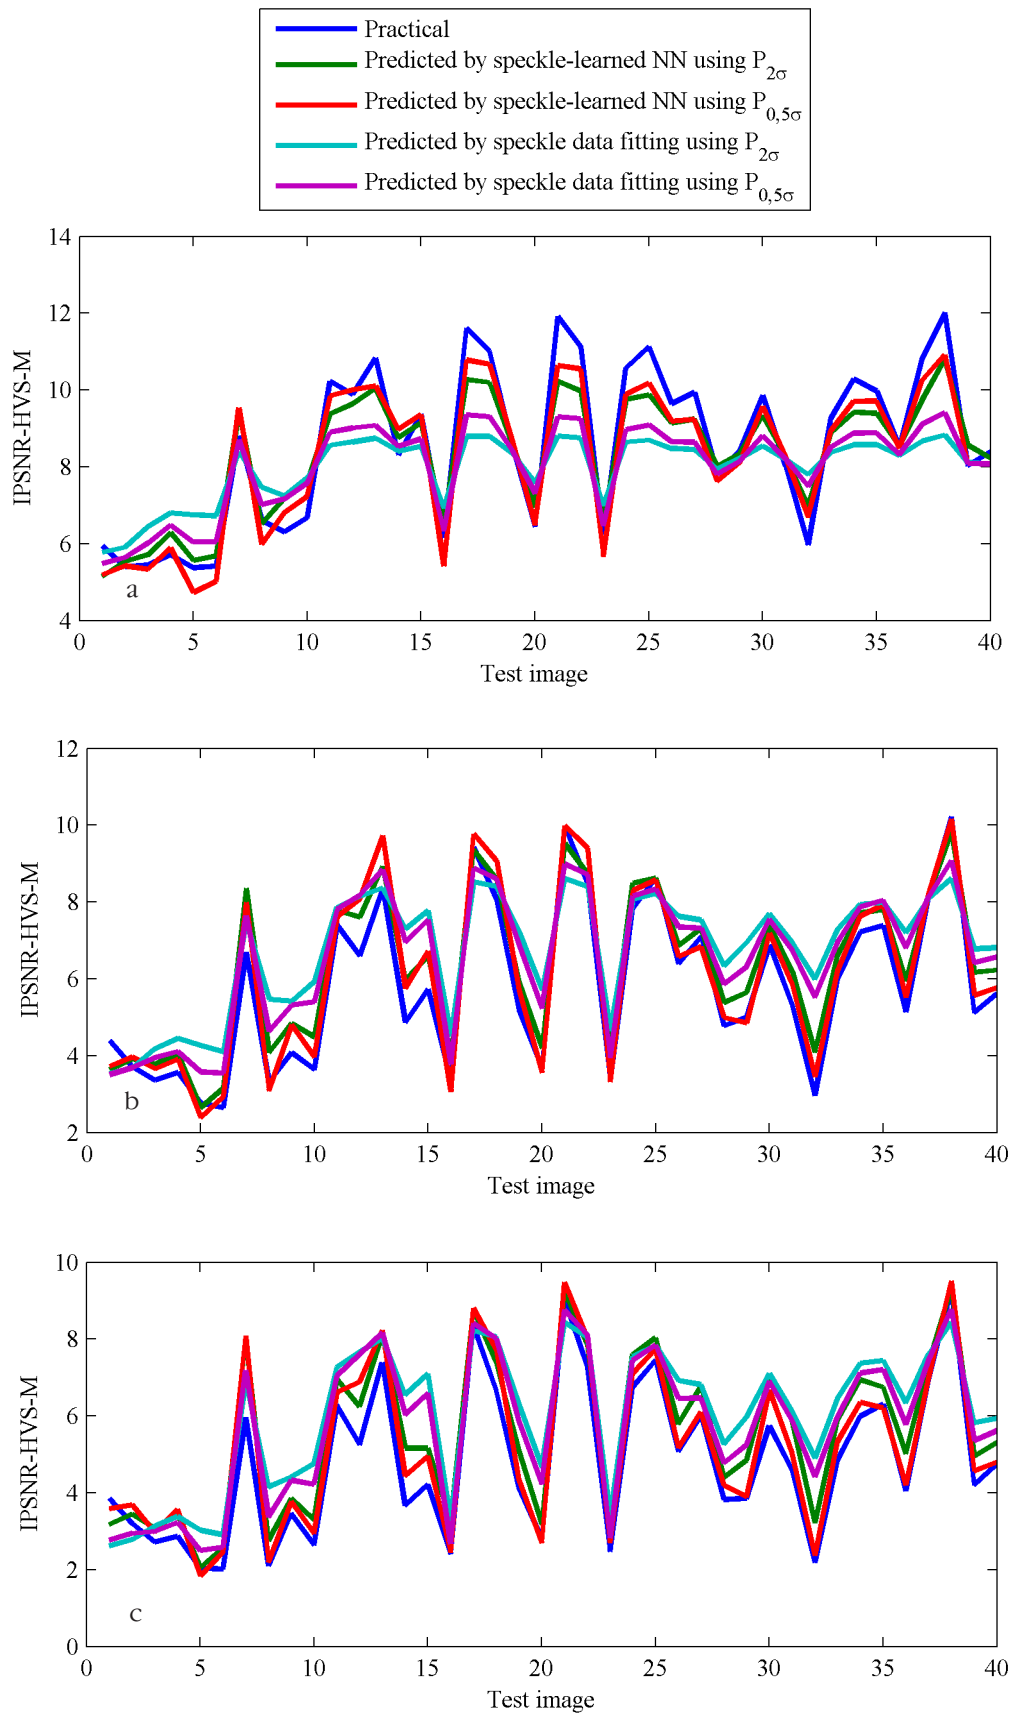 Practical
Predicted by speckle-learned NN using P2σ
Predicted by speckle-learned NN using P0,5σ
Predicted by speckle data fitting using P2σ
Predicted by speckle data fitting using P0,5σ
14
12
10
8
6
4
IPSNR-HVS-M
a
0 5 10 15 20 25 30 35 40
Test image
12
10
8
6
4
2
IPSNR-HVS-M
b
0 5 10 15 20 25 30 35 40
Test image
10
8
6
4
2
0
IPSNR-HVS-M
c
0 5 10 15 20 25 30 35 40
Test image